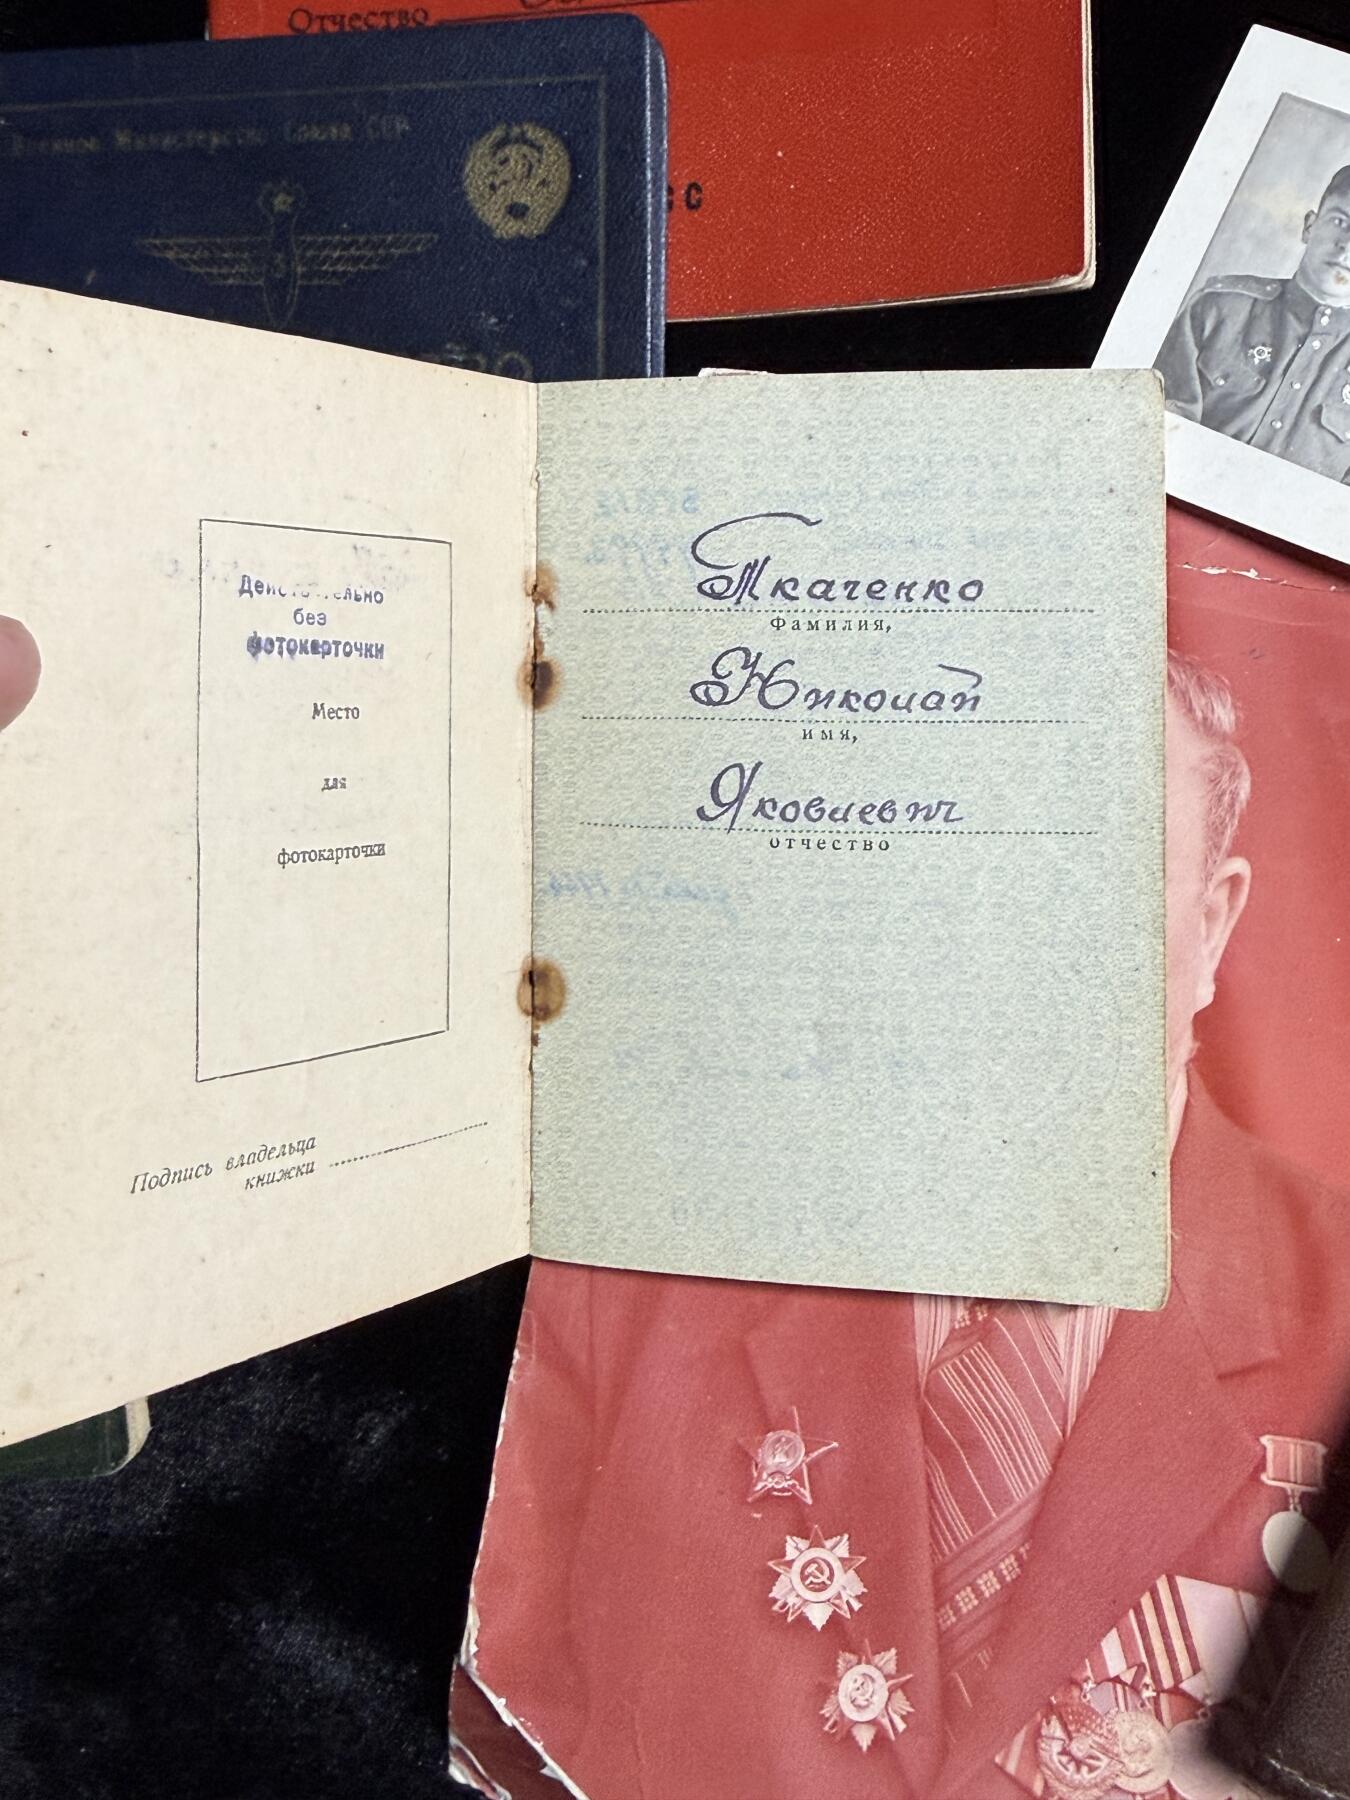 Отчество
Военное Министерство Союза ССР
СС
Действительно
без
фотокарточки
Место
для
фотокарточки
Подпись владельца
книжки
Ткаченко
Фамилия,
Николай
имя,
Яковлевич
отчество